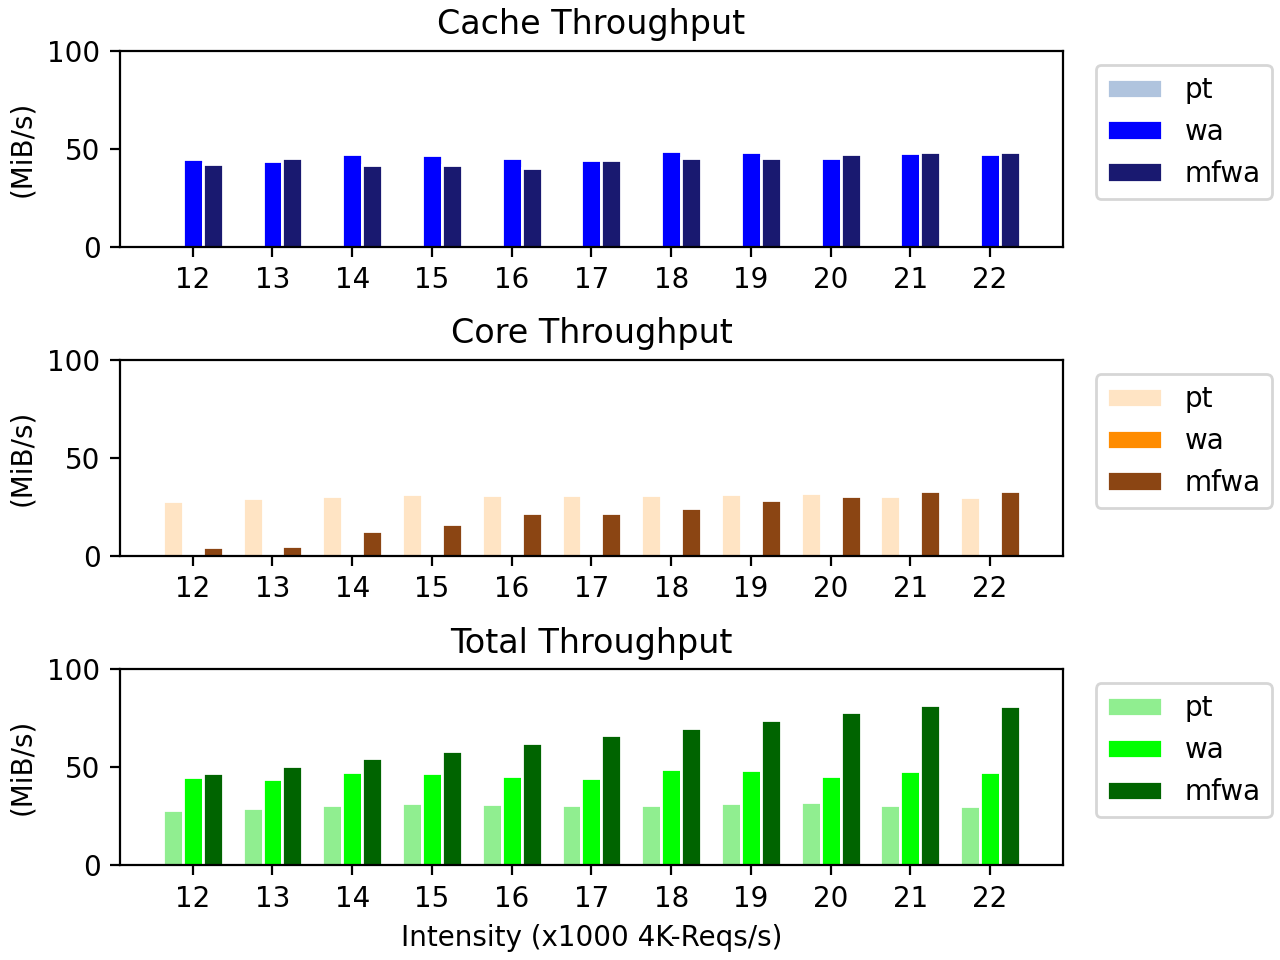 Cache Throughput
100
50
0
(MiB/s)
12 13 14 15 16 17 18 19 20 21 22
pt
wa
mfwa
Core Throughput
100
50
0
(MiB/s)
12 13 14 15 16 17 18 19 20 21 22
pt
wa
mfwa
Total Throughput
100
50
0
(MiB/s)
12 13 14 15 16 17 18 19 20 21 22
Intensity (x1000 4K-Reqs/s)
pt
wa
mfwa